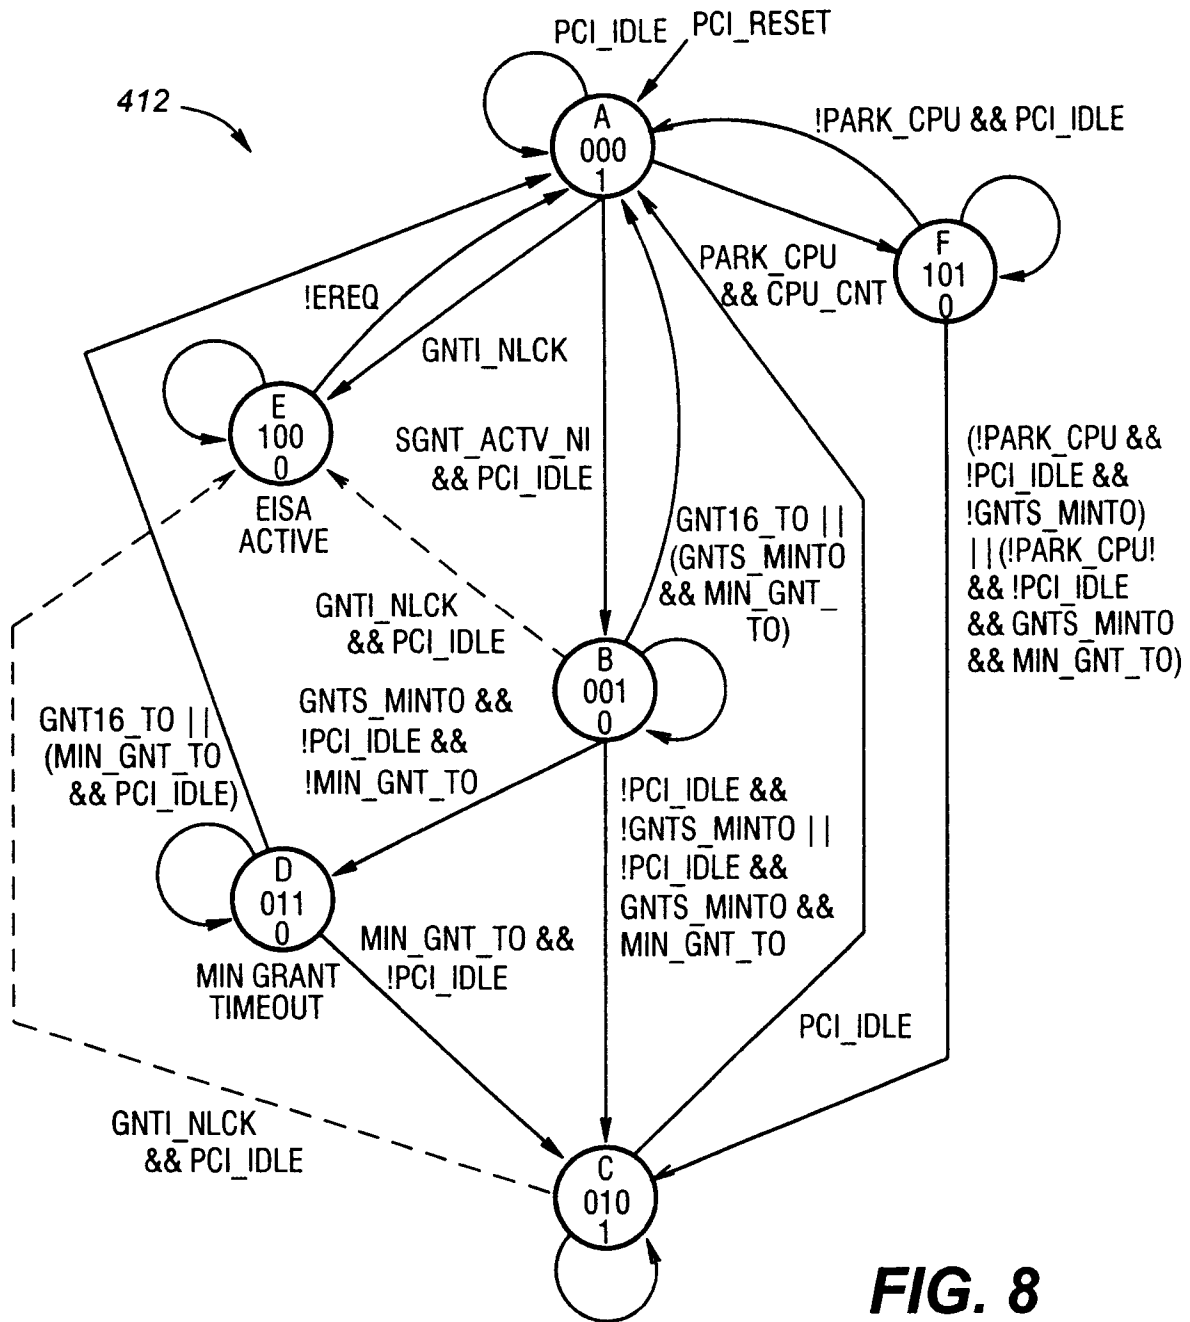 PCI_IDLE
PCI_RESET
412
A
000
1
!PARK_CPU && PCI_IDLE
F
101
0
PARK_CPU
&& CPU_CNT
!EREQ
GNTI_NLCK
E
100
0
EISA
ACTIVE
SGNT_ACTV_NI
&& PCI_IDLE
(!PARK_CPU &&
!PCI_IDLE &&
!GNTS_MINTO)
||(!PARK_CPU!
&& !PCI_IDLE
&& GNTS_MINTO
&& MIN_GNT_TO)
GNT16_TO ||
(GNTS_MINTO
&& MIN_GNT_
TO)
GNTI_NLCK
&& PCI_IDLE
B
001
0
GNTS_MINTO &&
!PCI_IDLE &&
!MIN_GNT_TO
GNT16_TO ||
(MIN_GNT_TO
&& PCI_IDLE)
!PCI_IDLE &&
!GNTS_MINTO ||
!PCI_IDLE &&
GNTS_MINTO &&
MIN_GNT_TO
D
011
0
MIN GRANT
TIMEOUT
MIN_GNT_TO &&
!PCI_IDLE
PCI_IDLE
GNTI_NLCK
&& PCI_IDLE
C
010
1
FIG. 8